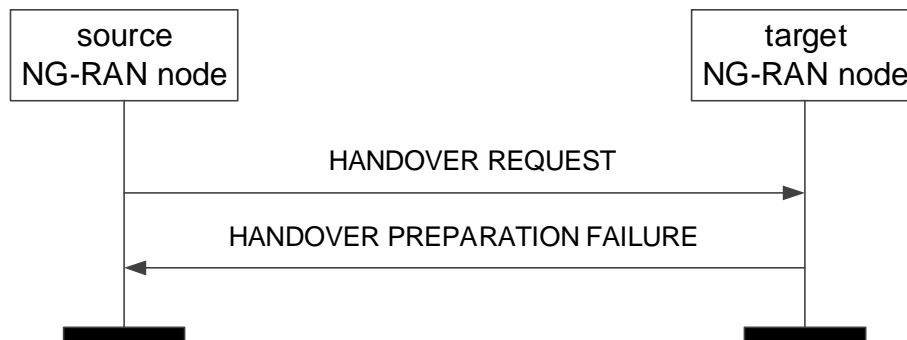 source
NG-RAN node
target
NG-RAN node
HANDOVER REQUEST
HANDOVER PREPARATION FAILURE